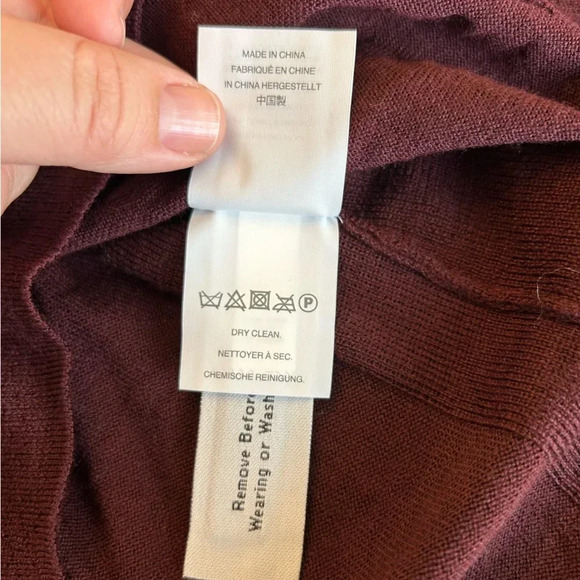 MADE IN CHINA
FABRIQUÉ EN CHINE
IN CHINA HERGESTELLT
中国製
P
DRY CLEAN.
NETTOYER À SEC.
CHEMISCHE REINIGUNG.
Remove Before
Wearing or Wash